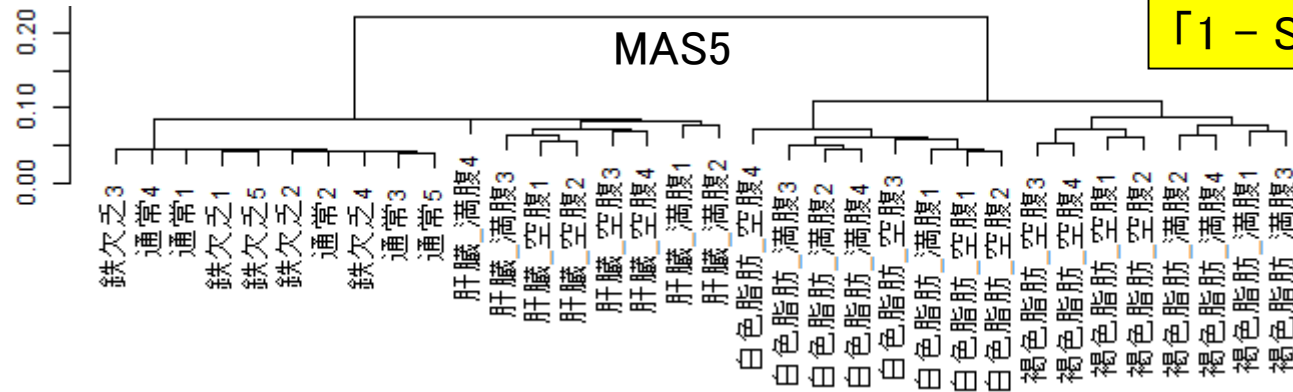 MAS5
「1 - S
0.20
0.10
0.00
鉄欠乏3
通常4
通常1
鉄欠乏1
鉄欠乏5
鉄欠乏2
通常2
鉄欠乏4
通常3
通常5
肝臓_満腹4
肝臓_満腹3
肝臓_空腹1
肝臓_空腹2
肝臓_空腹3
肝臓_空腹4
肝臓_満腹1
肝臓_満腹2
白色脂肪_空腹4
白色脂肪_満腹3
白色脂肪_満腹2
白色脂肪_満腹4
白色脂肪_空腹3
白色脂肪_満腹1
白色脂肪_空腹1
白色脂肪_空腹2
褐色脂肪_空腹3
褐色脂肪_空腹4
褐色脂肪_空腹1
褐色脂肪_空腹2
褐色脂肪_満腹2
褐色脂肪_満腹4
褐色脂肪_満腹1
褐色脂肪_満腹3